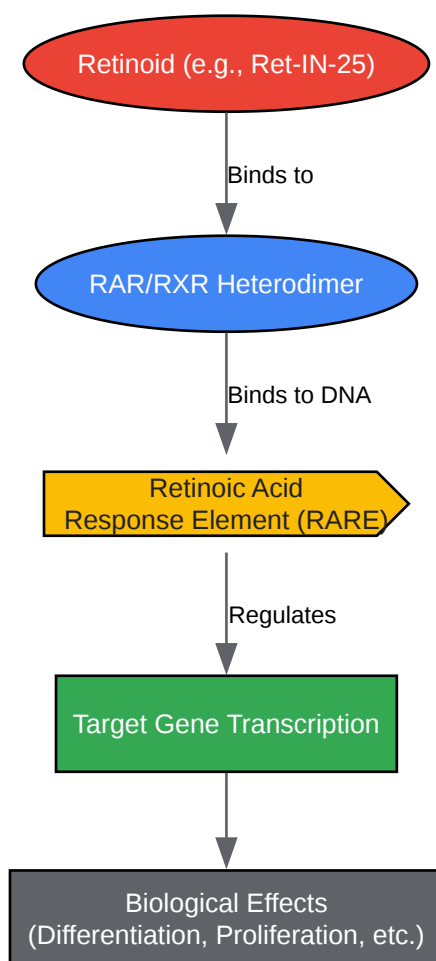 Retinoid (e.g., Ret-IN-25)
Binds to
RAR/RXR Heterodimer
Binds to DNA
Retinoic Acid
Response Element (RARE)
Regulates
Target Gene Transcription
Biological Effects
(Differentiation, Proliferation, etc.)